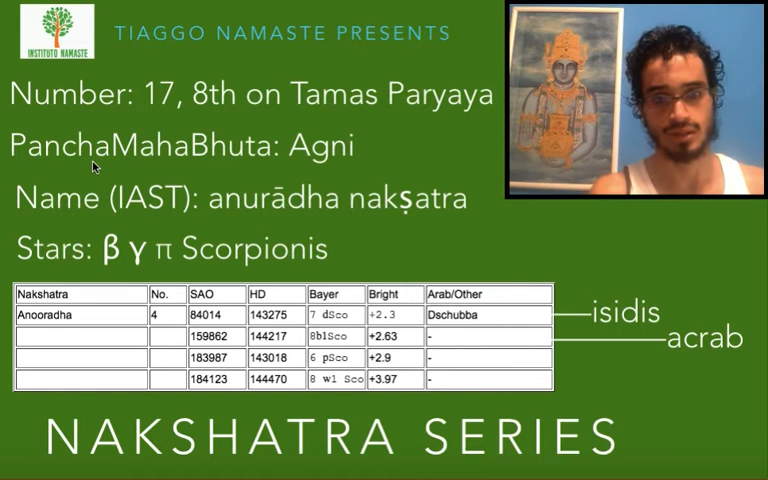 INSTITUTO NAMASTE
TIAGGO NAMASTE PRESENTS
Number: 17, 8th on Tamas Paryaya
PanchaMahaBhuta: Agni
Name (IAST): anurādha nakṣatra
Stars: β γ π Scorpionis
Nakshatra No. SAO HD Bayer Bright Arab/Other
Anooradha 4 84014 143275 7 dSco +2.3 Dschubba
159862 144217 8b1Sco +2.63 -
183987 143018 6 pSco +2.9 -
184123 144470 8 w1 Sco +3.97 -
isidis
acrab
NAKSHATRA SERIES